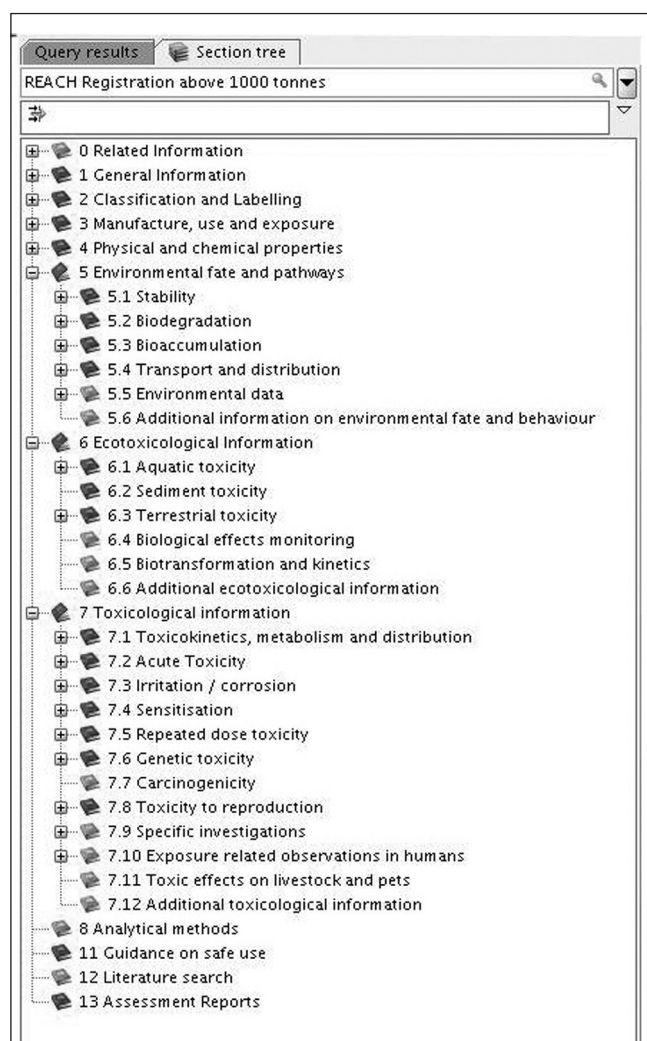 Query results Section tree
REACH Registration above 1000 tonnes
0 Related Information
1 General Information
2 Classification and Labelling
3 Manufacture, use and exposure
4 Physical and chemical properties
5 Environmental fate and pathways
5.1 Stability
5.2 Biodegradation
5.3 Bioaccumulation
5.4 Transport and distribution
5.5 Environmental data
5.6 Additional information on environmental fate and behaviour
6 Ecotoxicological Information
6.1 Aquatic toxicity
6.2 Sediment toxicity
6.3 Terrestrial toxicity
6.4 Biological effects monitoring
6.5 Biotransformation and kinetics
6.6 Additional ecotoxicological information
7 Toxicological information
7.1 Toxicokinetics, metabolism and distribution
7.2 Acute Toxicity
7.3 Irritation / corrosion
7.4 Sensitisation
7.5 Repeated dose toxicity
7.6 Genetic toxicity
7.7 Carcinogenicity
7.8 Toxicity to reproduction
7.9 Specific investigations
7.10 Exposure related observations in humans
7.11 Toxic effects on livestock and pets
7.12 Additional toxicological information
8 Analytical methods
11 Guidance on safe use
12 Literature search
13 Assessment Reports